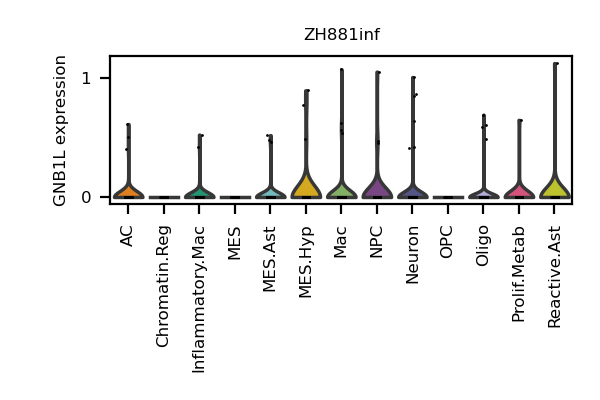 ZH881inf
GNB1L expression
1
0
AC
Chromatin.Reg
Inflammatory.Mac
MES
MES.Ast
MES.Hyp
Mac
NPC
Neuron
OPC
Oligo
Prolif.Metab
Reactive.Ast